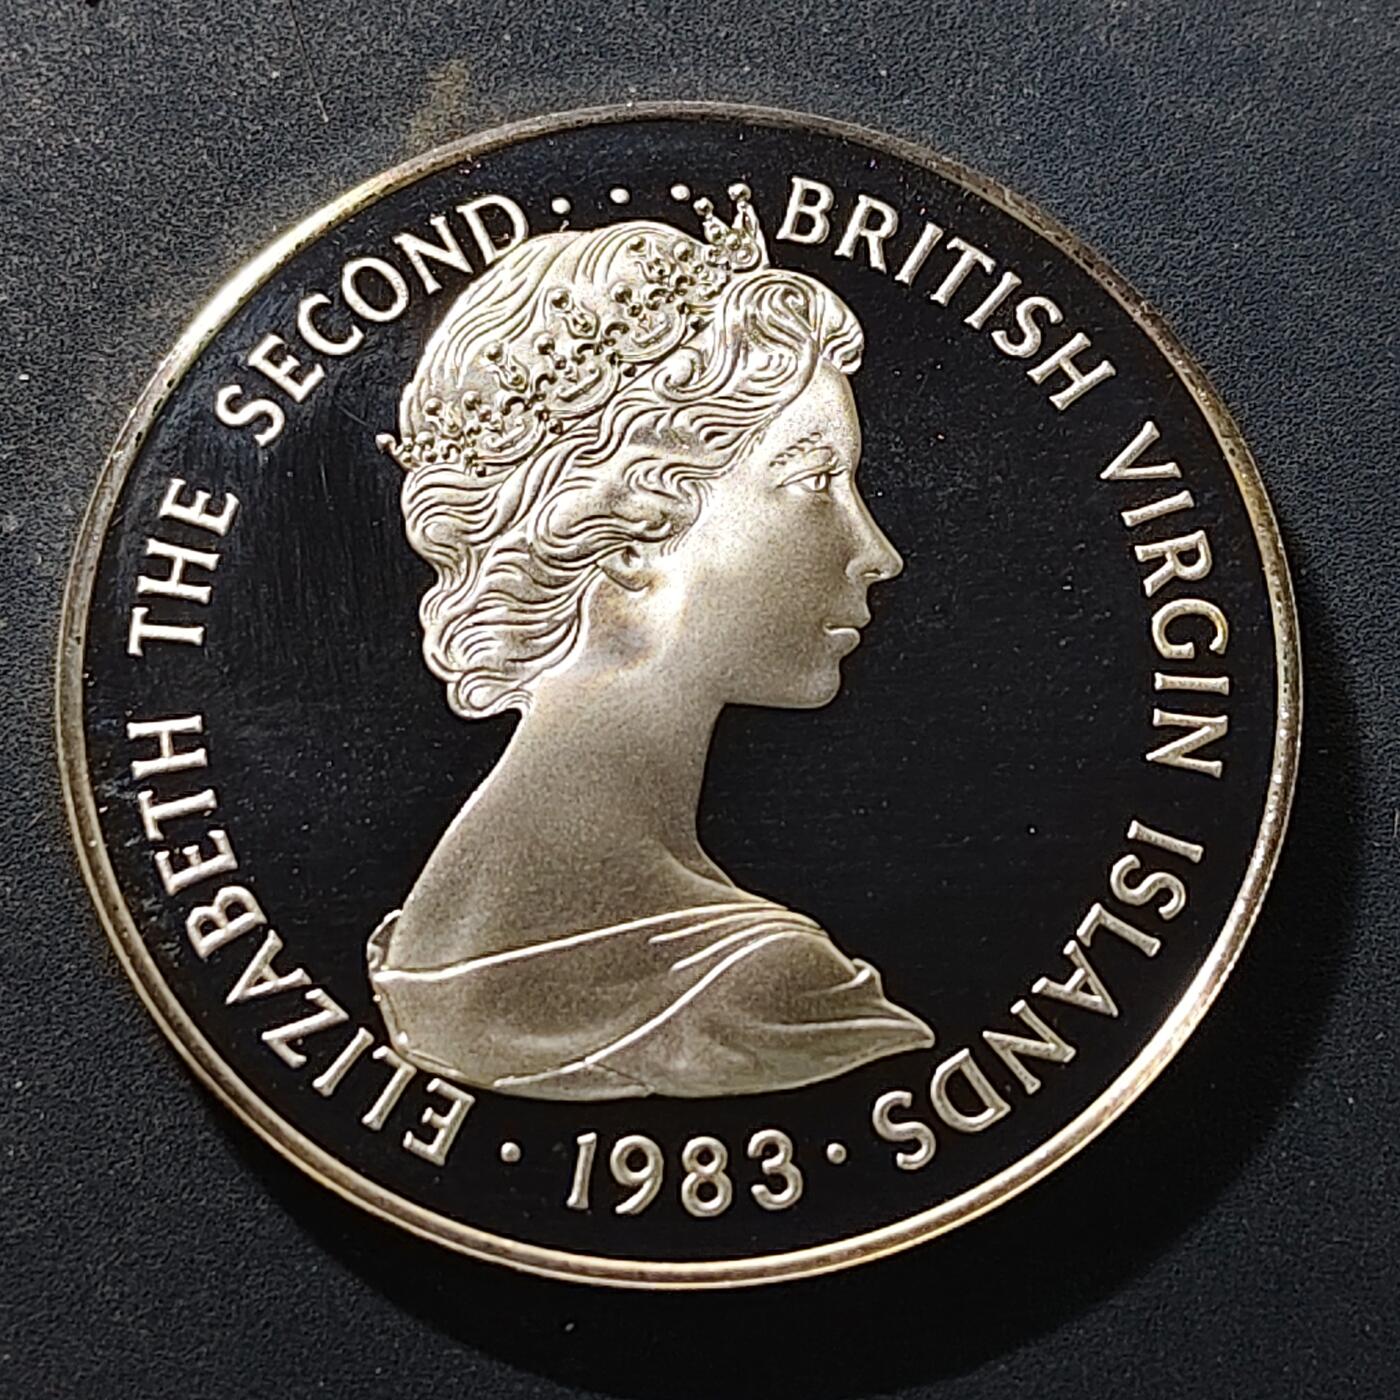 ELIZABETH THE SECOND . . . BRITISH VIRGIN ISLANDS
· 1983 ·